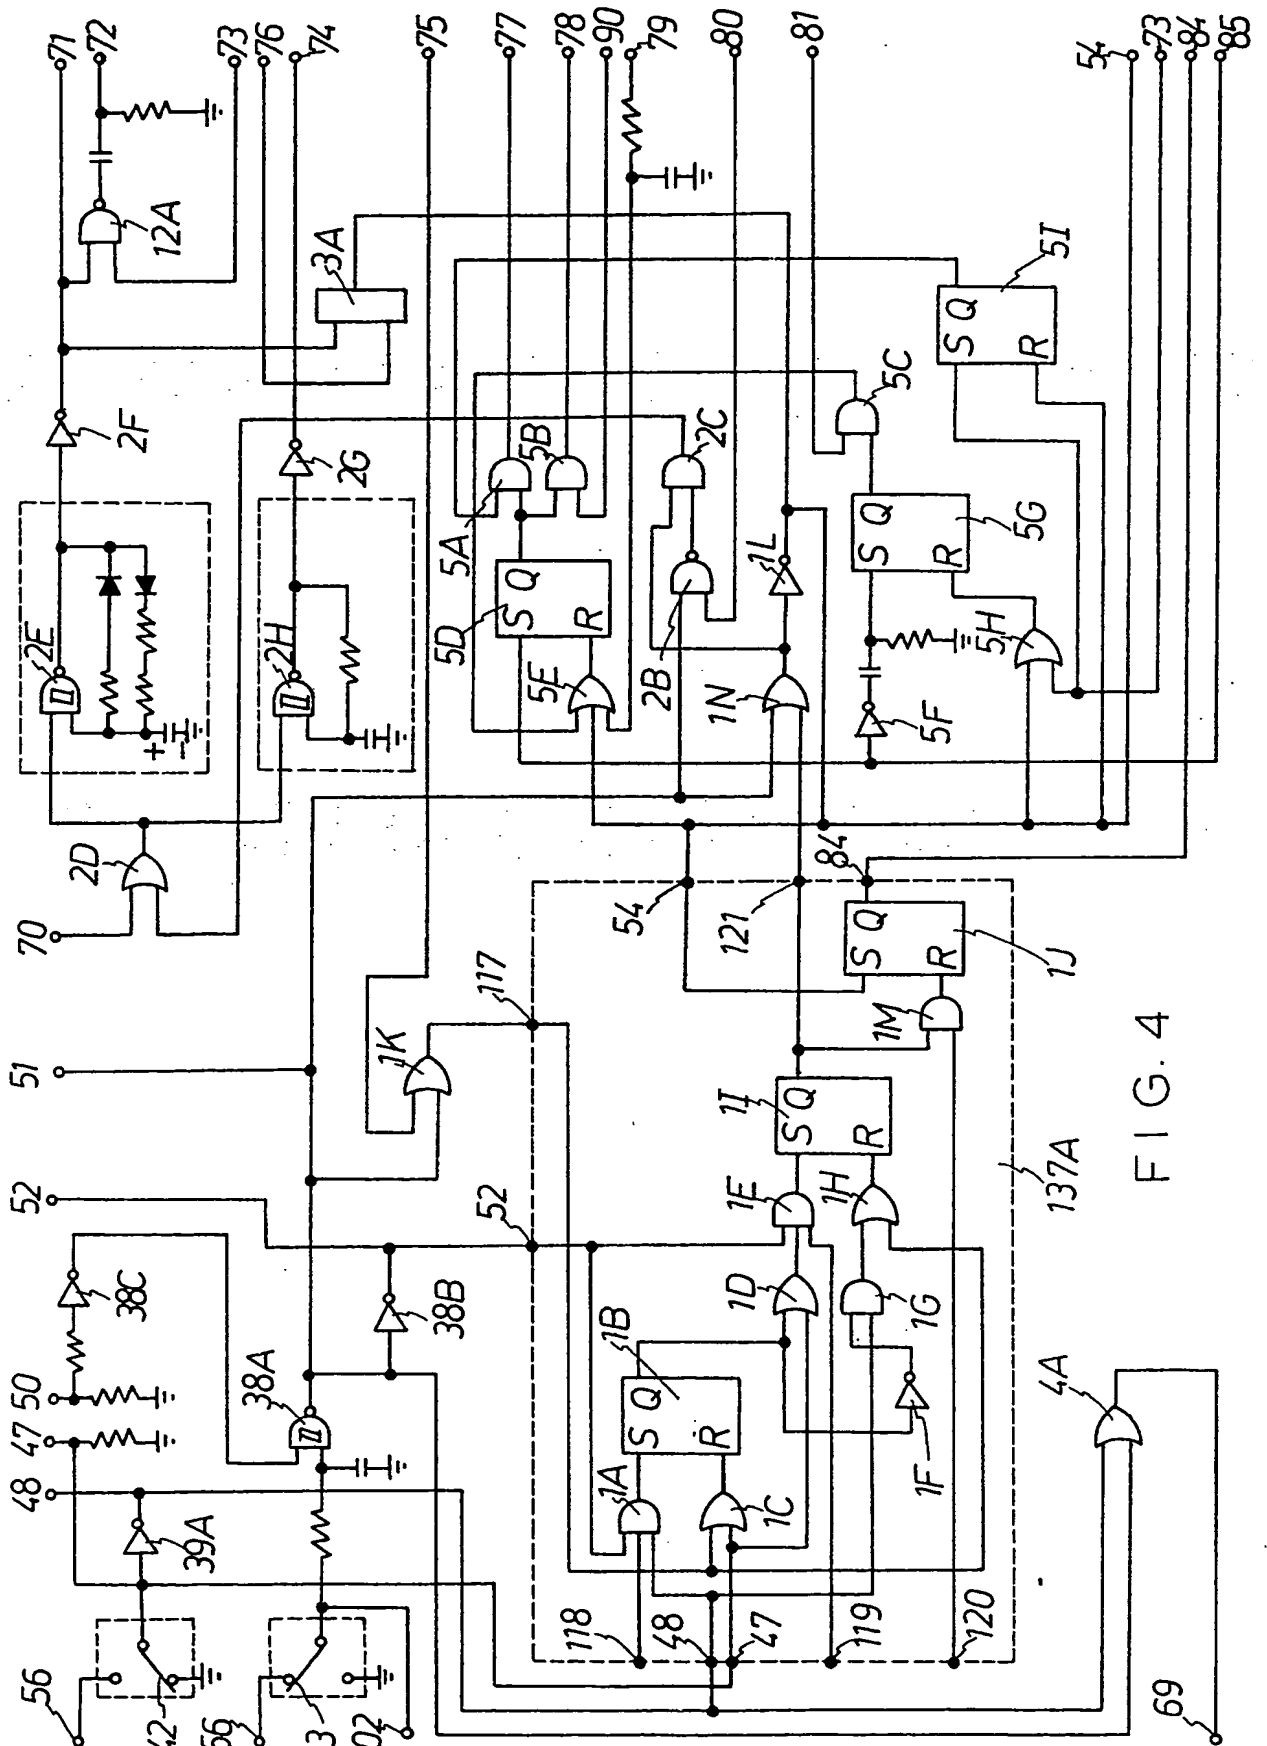 71
72
73
76
74
75
77
78
90
79
80
81
54
73
84
85
12A
3A
2F
2G
2E
2H
2D
70
5A
5B
2C
5C
5I
S Q
R
5D
S Q
R
5E
2B
1N
1L
5F
5G
S Q
R
5H
+
−
51
52
50
47
48
38C
38A
38B
39A
1K
117
52
54
121
84
1J
S Q
R
1M
1I
S Q
R
1E
1H
1D
1G
1B
S Q
R
1F
1A
1C
118
48
47
119
120
137A
4A
69
56
42
66
3
02
FIG. 4